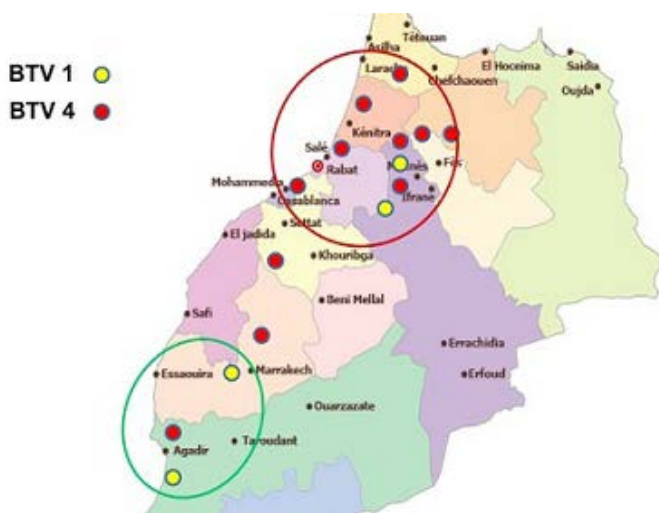 BTV 1
BTV 4
Tétouan
Asilha
Larach
Chefchaouen
El Hoceima
Saidia
Oujda
Kénitra
Salé
Rabat
Fès
Mohammedia
Casablanca
Ifrane
Settat
El jadida
Khouribga
Safi
Beni Mellal
Errachidia
Essaouira
Marrakech
Erfoud
Ouarzazate
Agadir
Taroudant